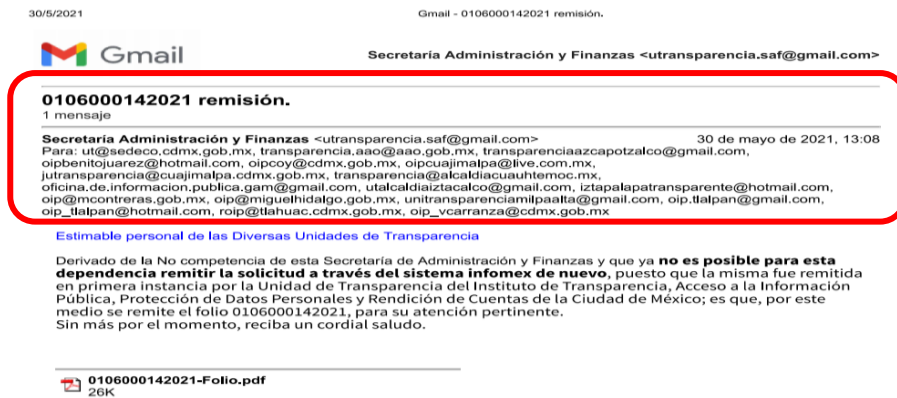 30/5/2021 Gmail - 0106000142021 remisión.
Gmail Secretaría Administración y Finanzas <utransparencia.saf@gmail.com>
0106000142021 remisión.
1 mensaje
Secretaría Administración y Finanzas <utransparencia.saf@gmail.com> 30 de mayo de 2021, 13:08
Para: ut@sedeco,cdmx,gob,mx, transparencia,aao@aao.gob.mx, transparenciaazcapotzalco@gmail.com,
oipbenitojuarez@hotmail.com, oipcoy@cdmx.gob.mx, oipcuajimalpa@live.com.mx,
jutransparencia@cuajimalpa.cdmx.gob.mx, transparencia@alcaldiacuauhtemoc.mx,
oficina.de.informacion.publica.gam@gmail.com, utalcaldiaiztacalco@gmail.com, iztapalapatransparente@hotmail.com,
oip@mcontreras.gob.mx, oip@miguelhidalgo.gob.mx, unitransparenciamilpaalta@gmail.com, oip.tlalpan@gmail.com,
oip_tlalpan@hotmail.com, roip@tlahuac.cdmx.gob.mx, oip_vcarranza@cdmx.gob.mx
Estimable personal de las Diversas Unidades de Transparencia
Derivado de la No competencia de esta Secretaría de Administración y Finanzas y que ya no es posible para esta
dependencia remitir la solicitud a través del sistema infomex de nuevo, puesto que la misma fue remitida
en primera instancia por la Unidad de Transparencia del Instituto de Transparencia, Acceso a la Información
Pública, Protección de Datos Personales y Rendición de Cuentas de la Ciudad de México; es que, por este
medio se remite el folio 0106000142021, para su atención pertinente.
Sin más por el momento, reciba un cordial saludo.
0106000142021-Folio.pdf
26K